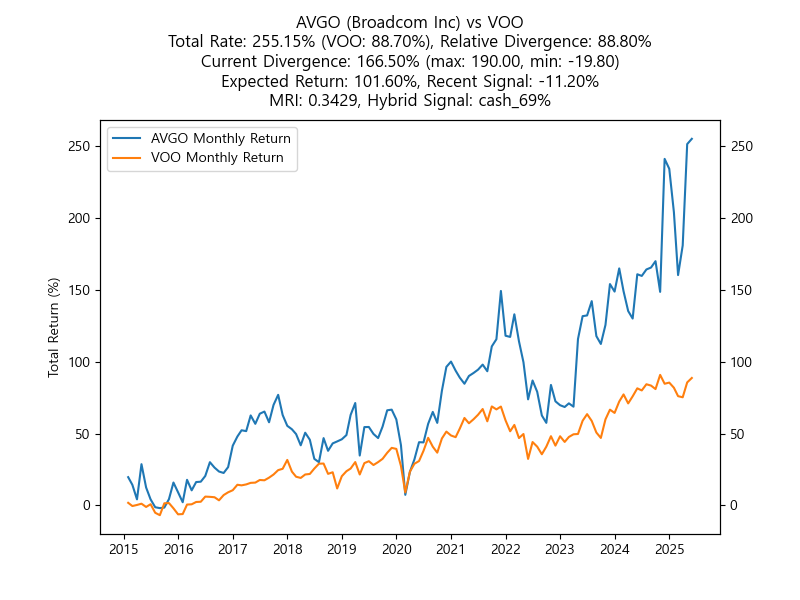 AVGO (Broadcom Inc) vs VOO
Total Rate: 255.15% (VOO: 88.70%), Relative Divergence: 88.80%
Current Divergence: 166.50% (max: 190.00, min: -19.80)
Expected Return: 101.60%, Recent Signal: -11.20%
MRI: 0.3429, Hybrid Signal: cash_69%
AVGO Monthly Return
VOO Monthly Return
Total Return (%)
250
200
150
100
50
0
250
200
150
100
50
0
2015 2016 2017 2018 2019 2020 2021 2022 2023 2024 2025